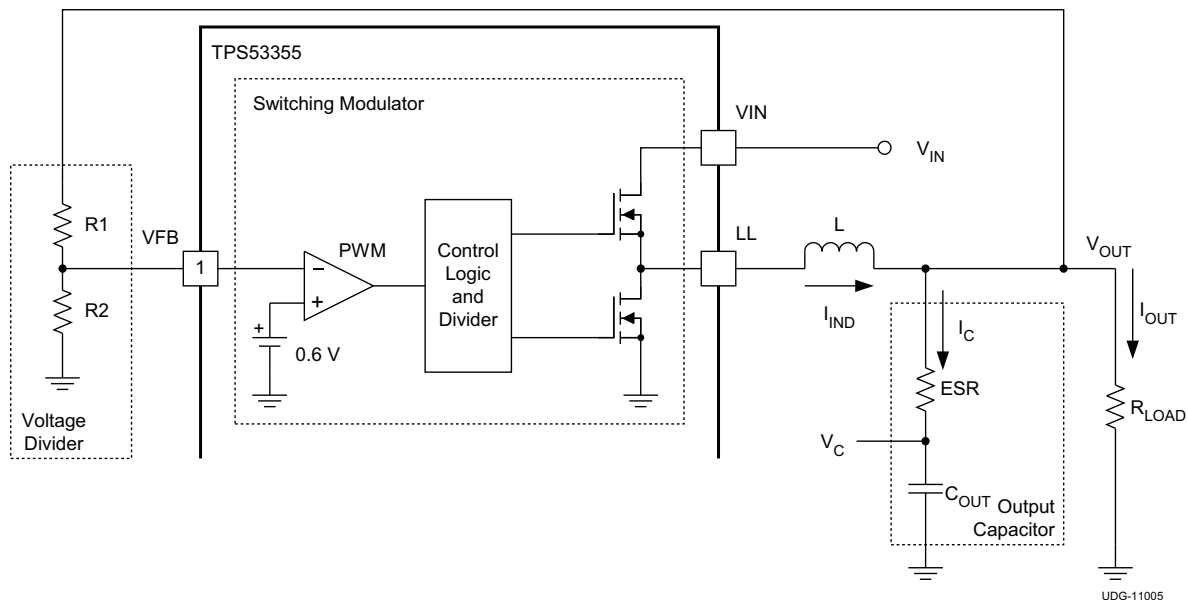 TPS53355
Switching Modulator
VIN
V_IN
R1
VFB
1
PWM
Control
Logic
and
Divider
LL
L
V_OUT
R2
−
+
+
0.6 V
I_IND
I_C
I_OUT
ESR
R_LOAD
Voltage
Divider
V_C
C_OUT
Output
Capacitor
UDG-11005